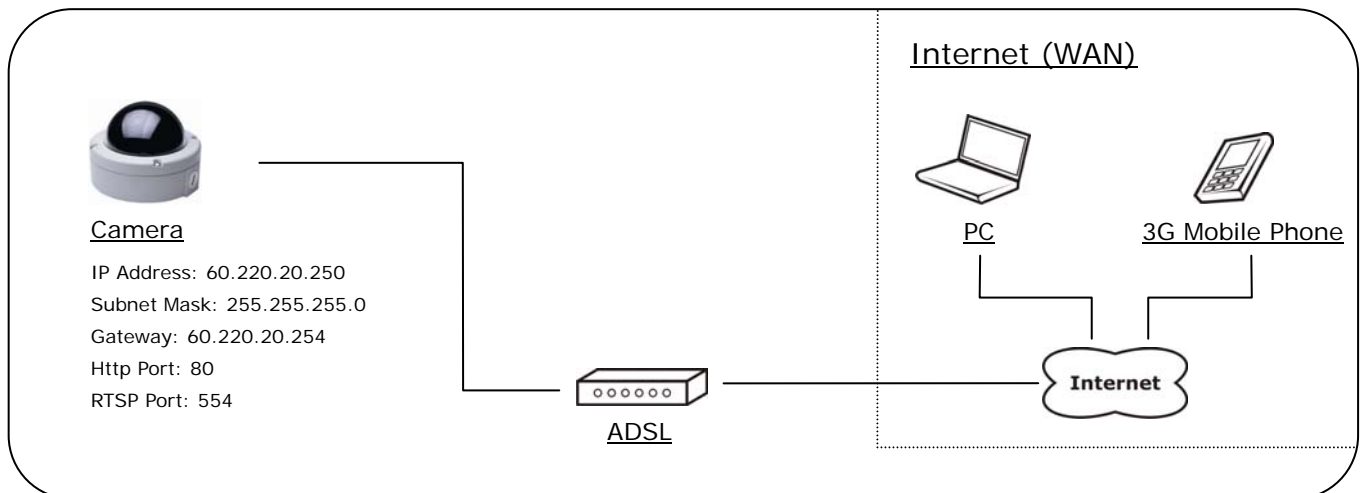 Internet (WAN)
Camera
IP Address: 60.220.20.250
Subnet Mask: 255.255.255.0
Gateway: 60.220.20.254
Http Port: 80
RTSP Port: 554
ADSL
PC
3G Mobile Phone
Internet